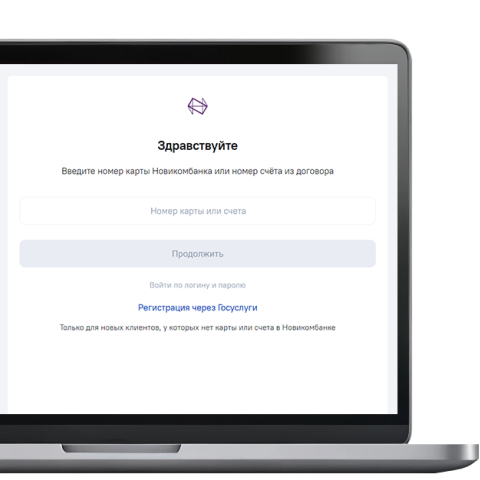 Здравствуйте
Введите номер карты Новикомбанка или номер счёта из договора
Номер карты или счета
Продолжить
Войти по логину и паролю
Регистрация через Госуслуги
Только для новых клиентов, у которых нет карты или счета в Новикомбанке